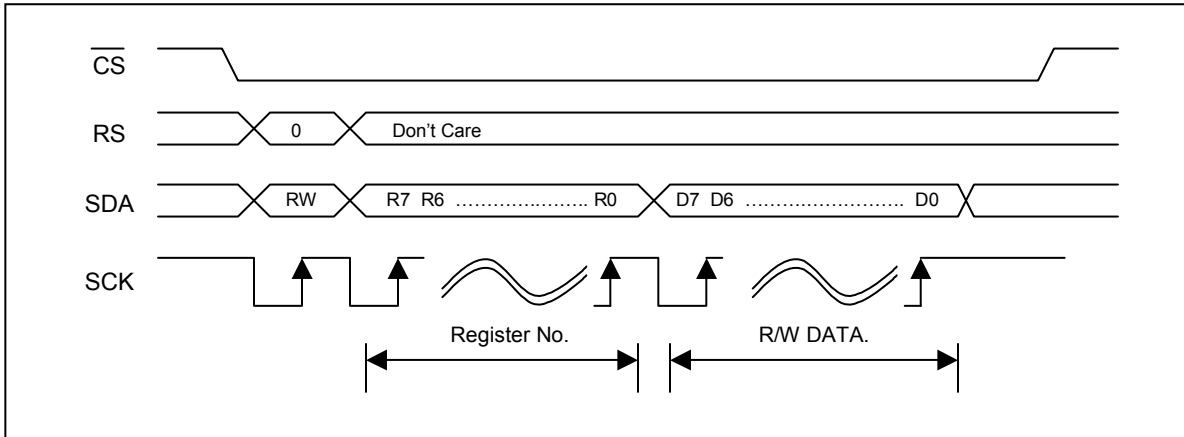 CS
RS 0 Don't Care
SDA RW R7 R6 ........................ R0 D7 D6 ............................ D0
SCK
Register No. R/W DATA.